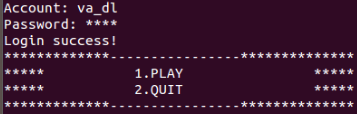 Account: va_dl
Password: ****
Login success!
*************----------------**************
***** 1.PLAY *****
***** 2.QUIT *****
*************----------------**************